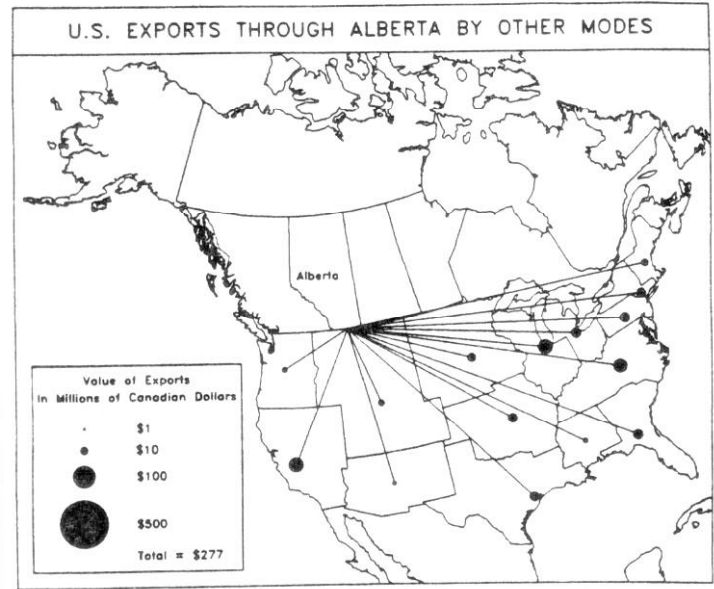 U.S. EXPORTS THROUGH ALBERTA BY OTHER MODES
Alberta
Value of Exports
In Millions of Canadian Dollars
$1
$10
$100
$500
Total = $277